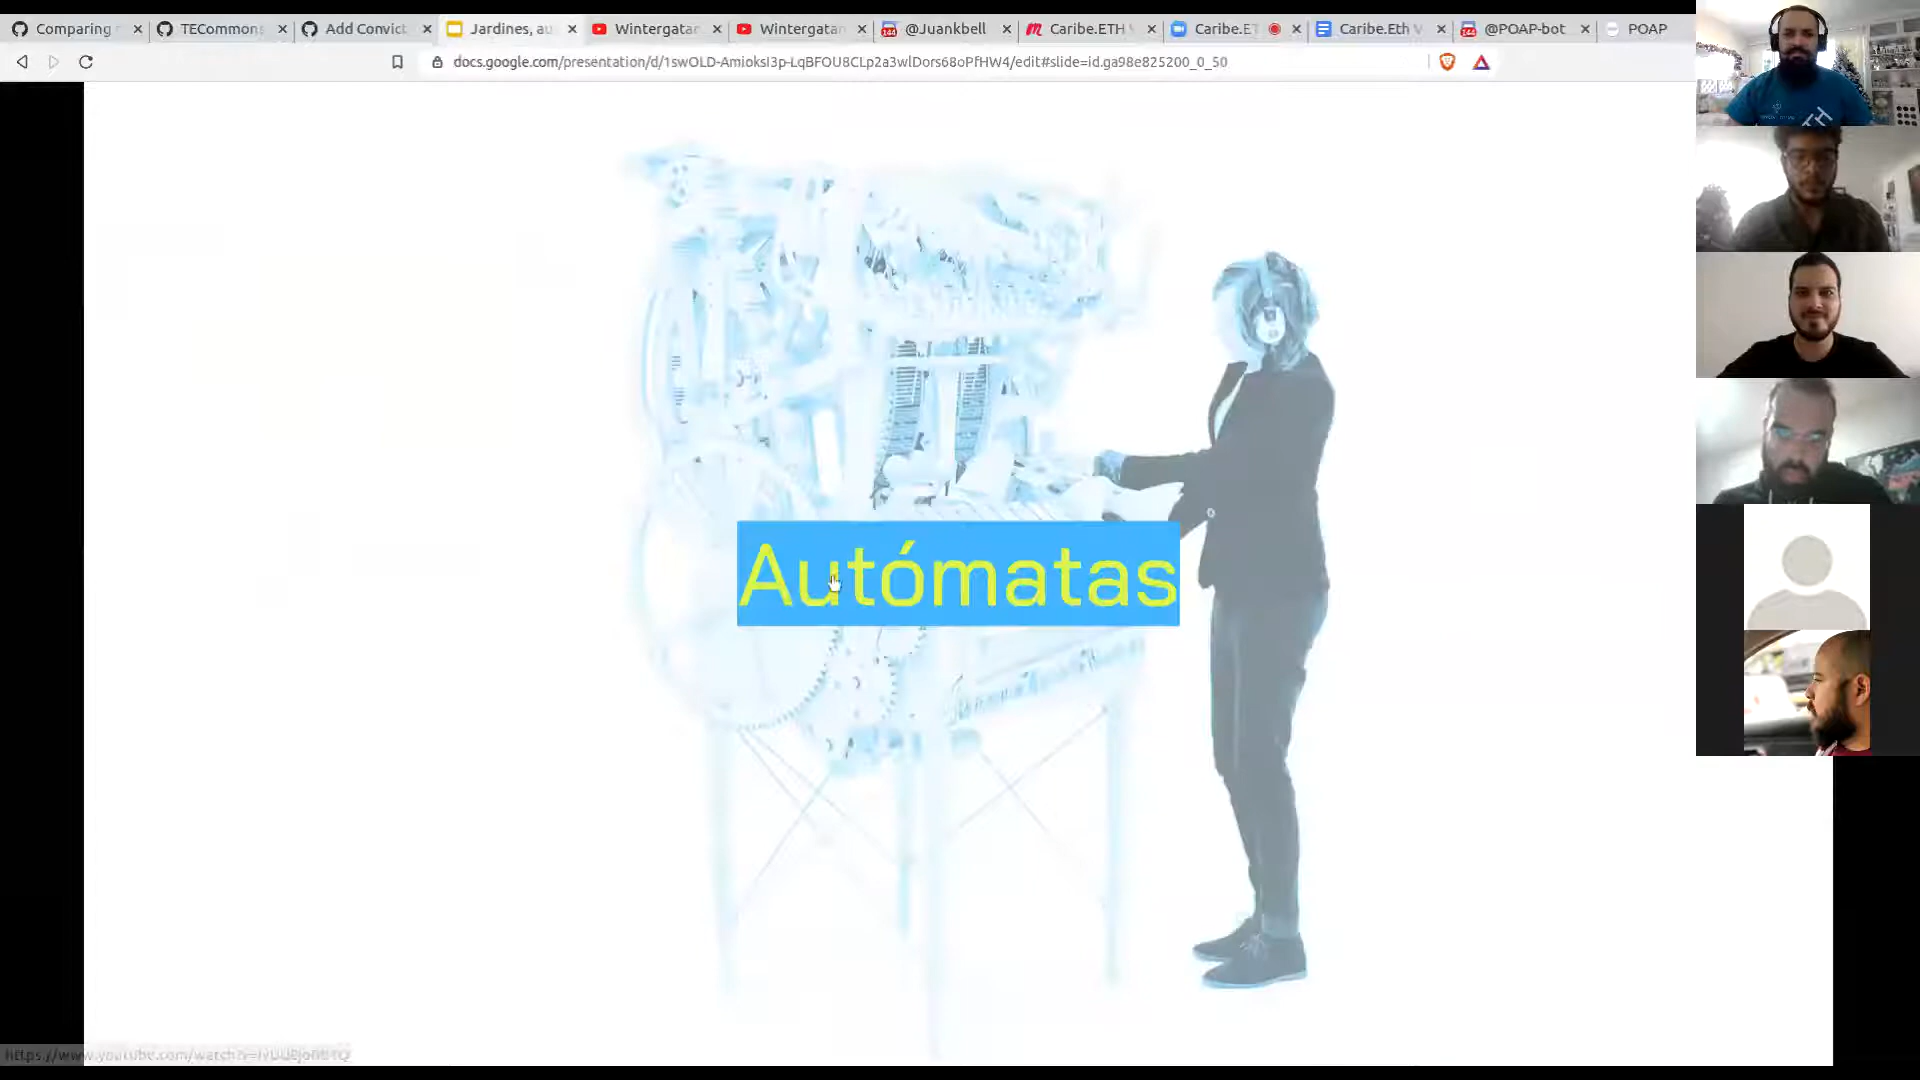 Comparing
TECommons
Add Convict
Jardines, au
Wintergatan
Wintergatan
@Juankbell
Caribe.ETH V
Caribe.ET
Caribe.Eth V
@POAP-bot
POAP
docs.google.com/presentation/d/1swOLD-AmioksI3p-LqBFOU8CLp2a3wlDors68oPfHW4/edit#slide=id.ga98e825200_0_50
Autómatas